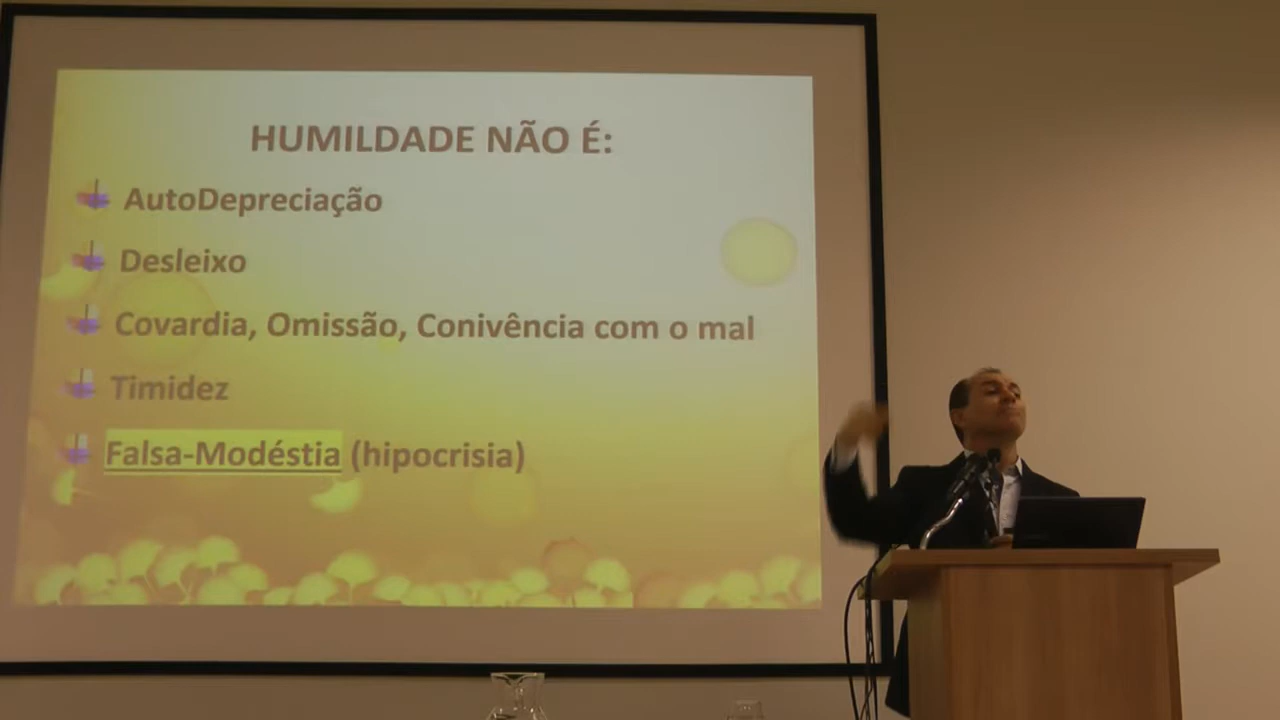 HUMILDADE NÃO É:
AutoDepreciação
Desleixo
Covardia, Omissão, Conivência com o mal
Timidez
Falsa-Modéstia (hipocrisia)